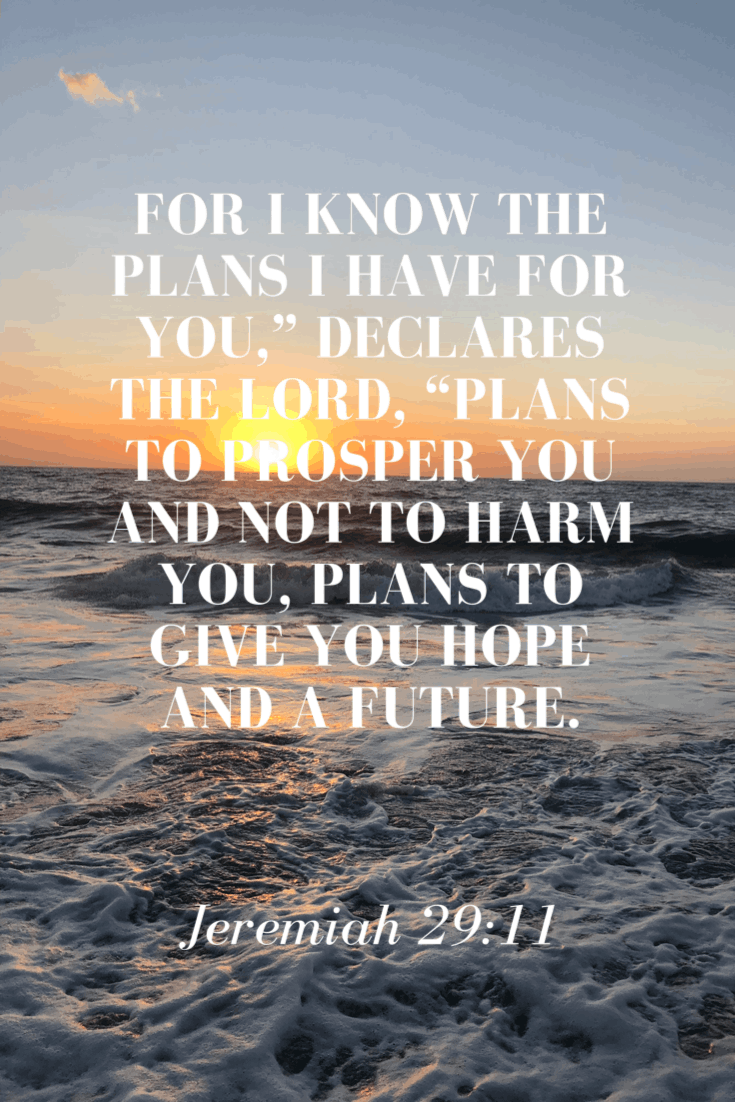 FOR I KNOW THE
PLANS I HAVE FOR
YOU,” DECLARES
THE LORD, “PLANS
TO PROSPER YOU
AND NOT TO HARM
YOU, PLANS TO
GIVE YOU HOPE
AND A FUTURE.
Jeremiah 29:11